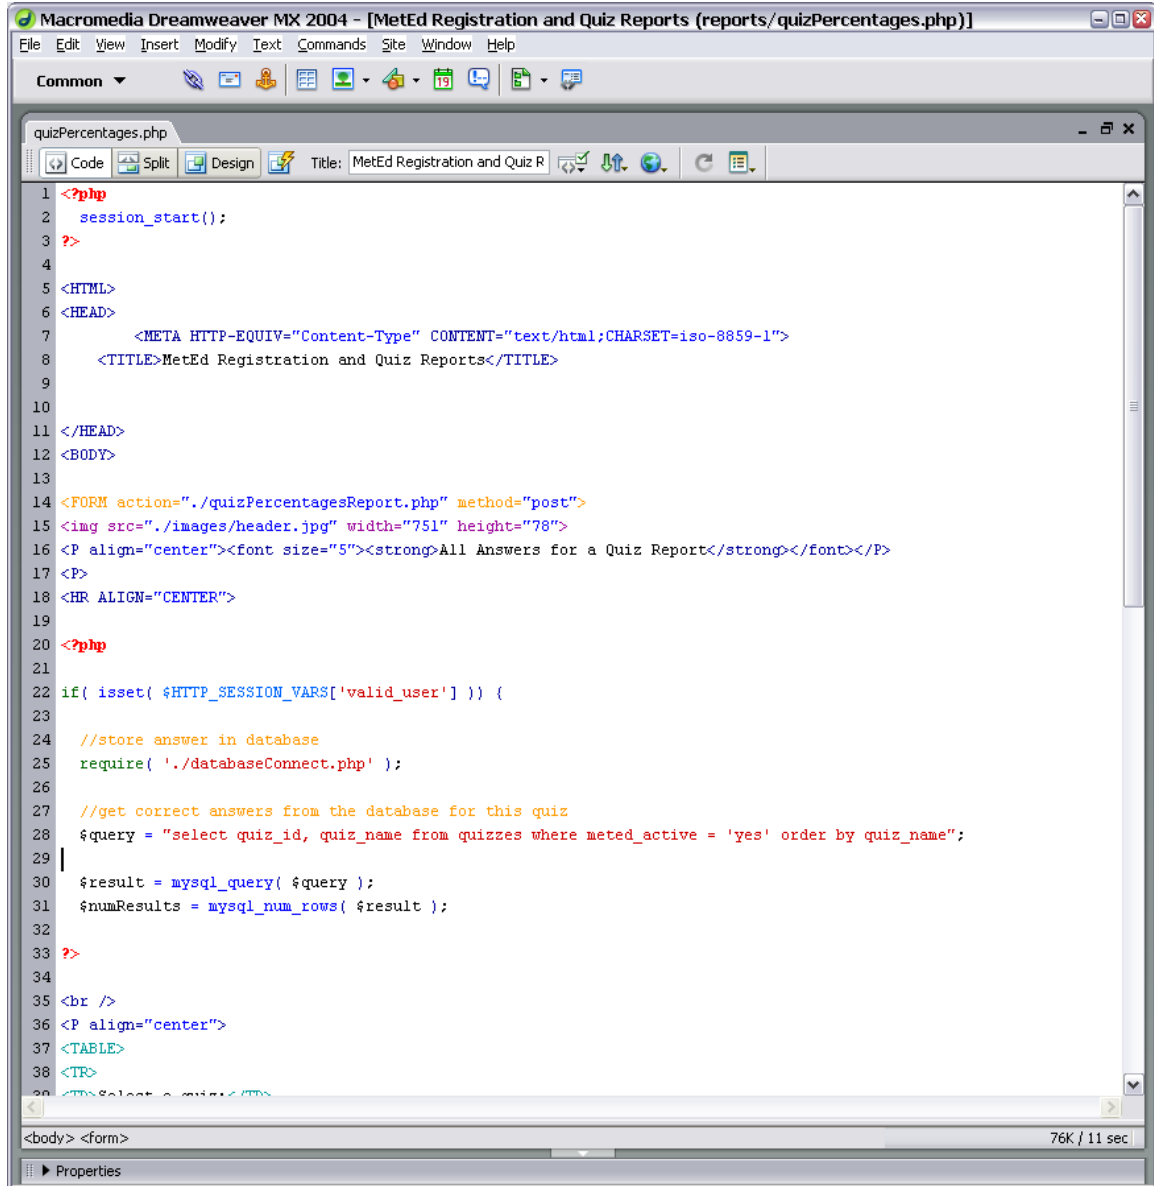 Macromedia Dreamweaver MX 2004 - [MetEd Registration and Quiz Reports (reports/quizPercentages.php)]
File Edit View Insert Modify Text Commands Site Window Help
Common
19
quizPercentages.php
Code Split Design Title: MetEd Registration and Quiz R
1 <?php
2 session_start();
3 ?>
4
5 <HTML>
6 <HEAD>
7 <META HTTP-EQUIV="Content-Type" CONTENT="text/html;CHARSET=iso-8859-1">
8 <TITLE>MetEd Registration and Quiz Reports</TITLE>
9
10
11 </HEAD>
12 <BODY>
13
14 <FORM action="./quizPercentagesReport.php" method="post">
15 <img src="./images/header.jpg" width="751" height="78">
16 <P align="center"><font size="5"><strong>All Answers for a Quiz Report</strong></font></P>
17 <P>
18 <HR ALIGN="CENTER">
19
20 <?php
21
22 if( isset( $HTTP_SESSION_VARS['valid_user'] )) {
23
24 //store answer in database
25 require( './databaseConnect.php' );
26
27 //get correct answers from the database for this quiz
28 $query = "select quiz_id, quiz_name from quizzes where meted_active = 'yes' order by quiz_name";
29
30 $result = mysql_query( $query );
31 $numResults = mysql_num_rows( $result );
32
33 ?>
34
35 <br />
36 <P align="center">
37 <TABLE>
38 <TR>
39 <TD>Select a quiz:</TD>
<body> <form> 76K / 11 sec
Properties